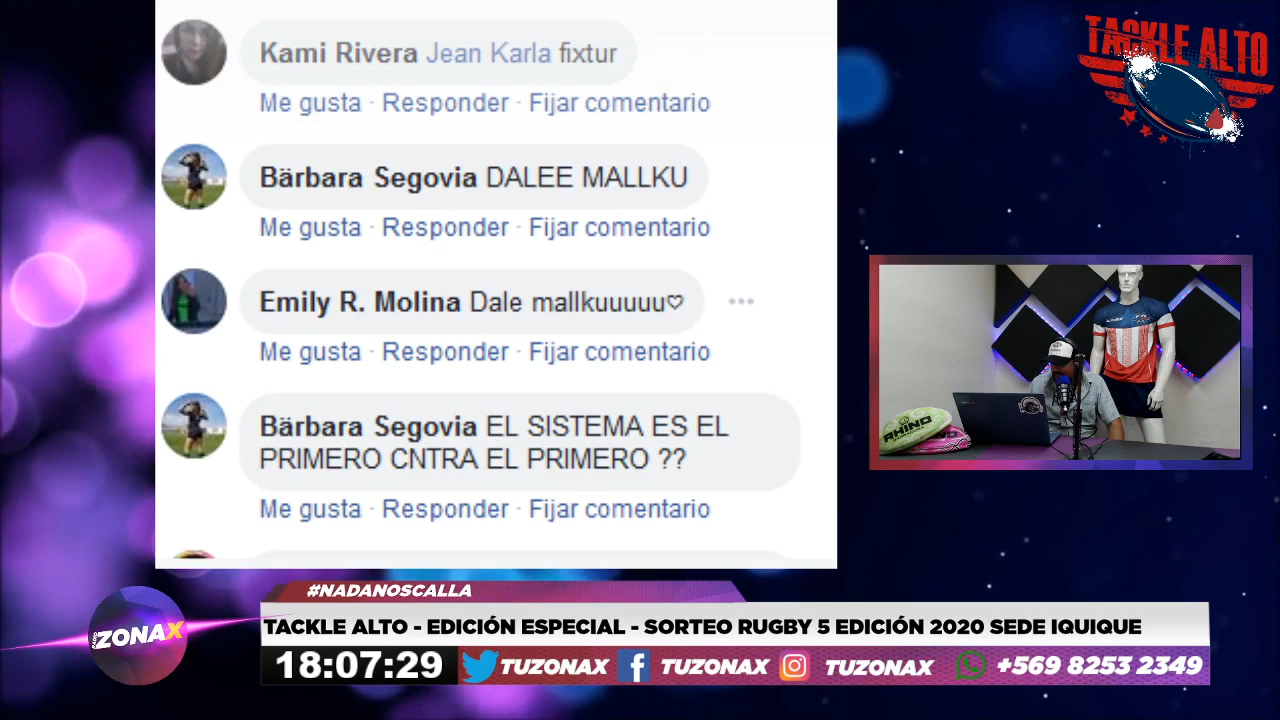 Kami Rivera Jean Karla fixtur
Me gusta · Responder · Fijar comentario
Bärbara Segovia DALEE MALLKU
Me gusta · Responder · Fijar comentario
Emily R. Molina Dale mallkuuuuu♡
Me gusta · Responder · Fijar comentario
Bärbara Segovia EL SISTEMA ES EL
PRIMERO CNTRA EL PRIMERO ??
Me gusta · Responder · Fijar comentario
TACKLE ALTO
RHINO
ZONAX
#NADANOSCALLA
TACKLE ALTO - EDICIÓN ESPECIAL - SORTEO RUGBY 5 EDICIÓN 2020 SEDE IQUIQUE
18:07:29 TUZONAX TUZONAX TUZONAX +569 8253 2349